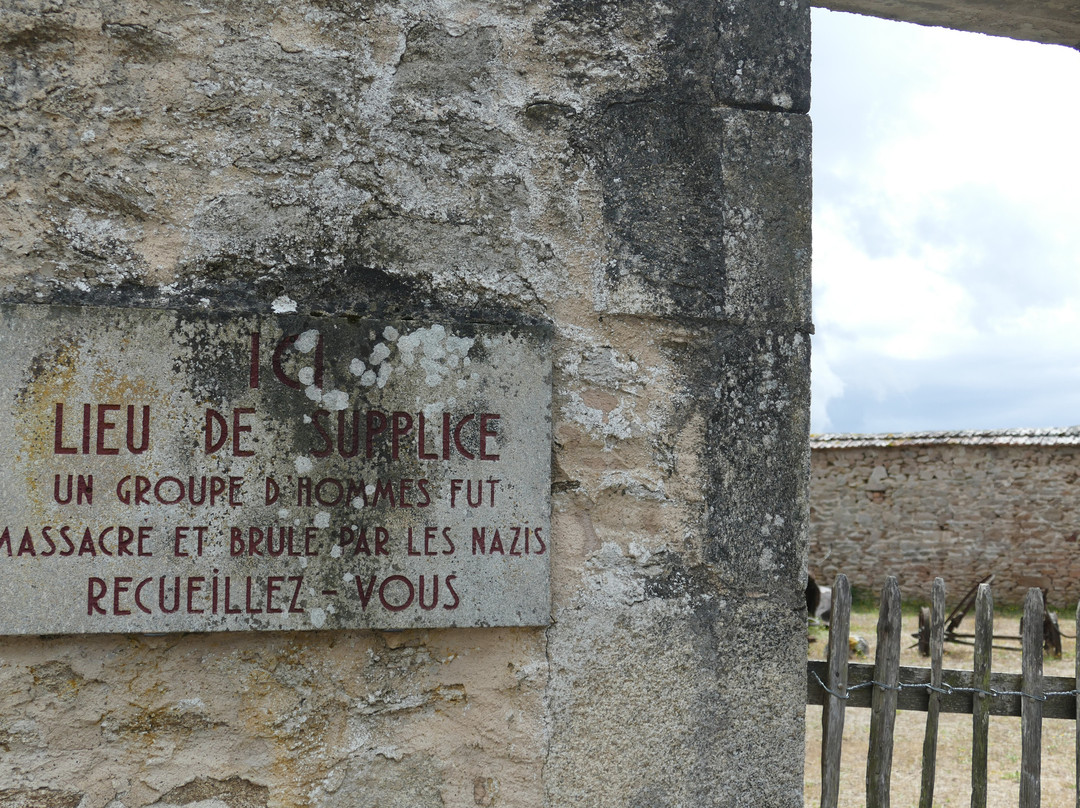 ICI
LIEU DE SUPPLICE
UN GROUPE D'HOMMES FUT
MASSACRE ET BRULE PAR LES NAZIS
RECUEILLEZ - VOUS